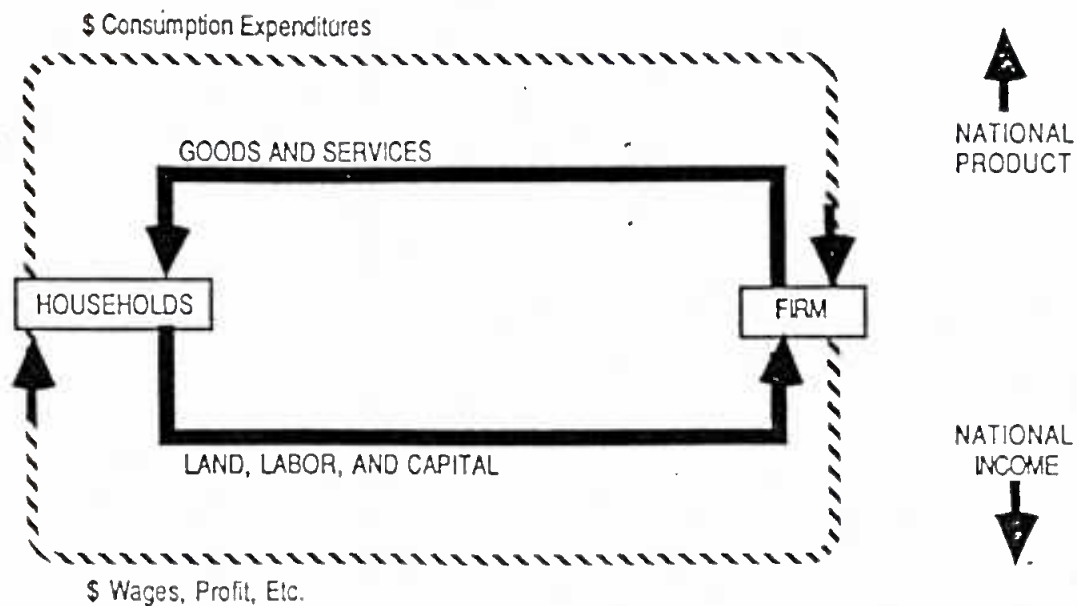 $ Consumption Expenditures
NATIONAL
PRODUCT
GOODS AND SERVICES
HOUSEHOLDS
FIRM
LAND, LABOR, AND CAPITAL
NATIONAL
INCOME
$ Wages, Profit, Etc.